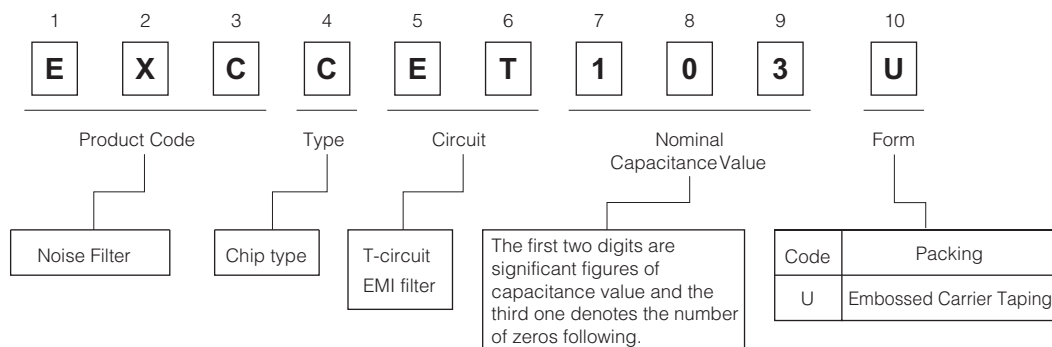 1 2 3 4 5 6 7 8 9 10
E X C C E T 1 0 3 U
Product Code Type Circuit Nominal Capacitance Value Form
Noise Filter
Chip type
T-circuit
EMI filter
The first two digits are
significant figures of
capacitance value and the
third one denotes the number
of zeros following.
Code Packing
U Embossed Carrier Taping